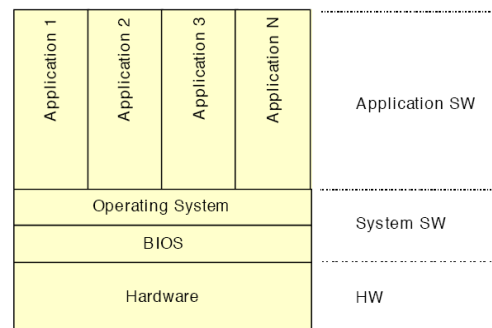 Application 1
Application 2
Application 3
Application N
Application SW
Operating System
System SW
BIOS
Hardware
HW